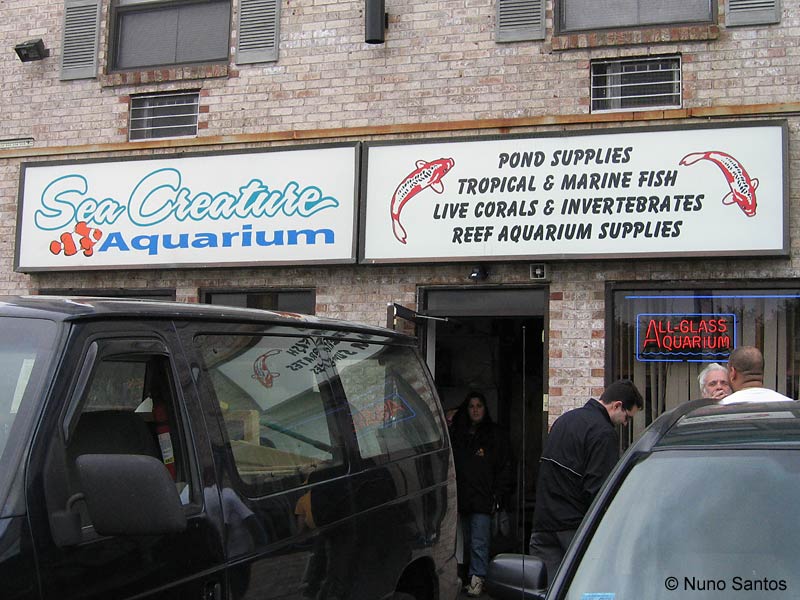 Sea Creature
Aquarium
POND SUPPLIES
TROPICAL & MARINE FISH
LIVE CORALS & INVERTEBRATES
REEF AQUARIUM SUPPLIES
ALL-GLASS
AQUARIUM
© Nuno Santos